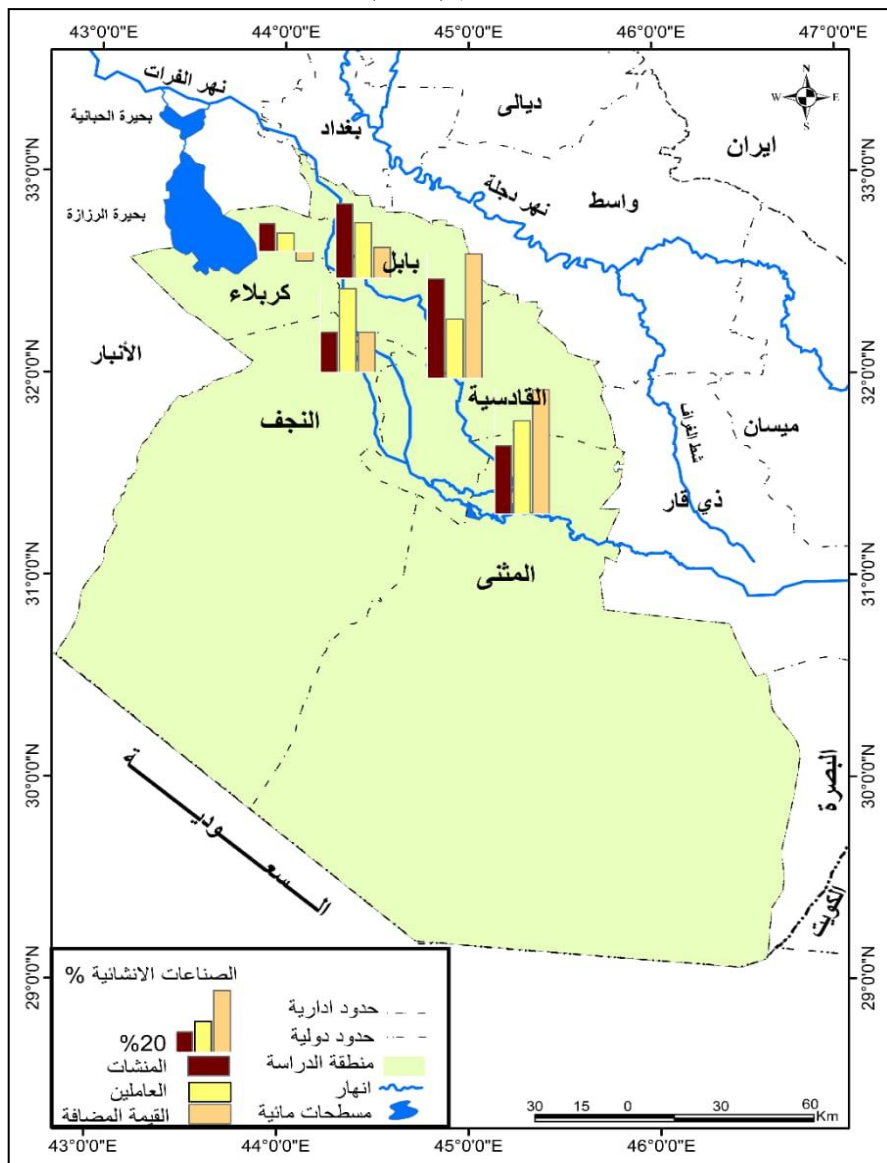 43°0'0"E 44°0'0"E 45°0'0"E 46°0'0"E 47°0'0"E
نهر الفرات
N
W E
S
بحيرة الحبانية
بغداد
ديالى
ايران
33°0'0"N 33°0'0"N
نهر دجلة
واسط
بحيرة الرزازة
بابل
كربلاء
32°0'0"N 32°0'0"N
الأنبار
النجف
القادسية
شط الغراف
ميسان
ذي قار
31°0'0"N 31°0'0"N
المثنى
30°0'0"N 30°0'0"N
البصرة
الـسعـوديـة
الكويت
29°0'0"N 29°0'0"N
الصناعات الانشائية %
%20
المنشات
العاملين
القيمة المضافة
حدود ادارية
حدود دولية
منطقة الدراسة
انهار
مسطحات مائية
30 15 0 30 60
Km
43°0'0"E 44°0'0"E 45°0'0"E 46°0'0"E